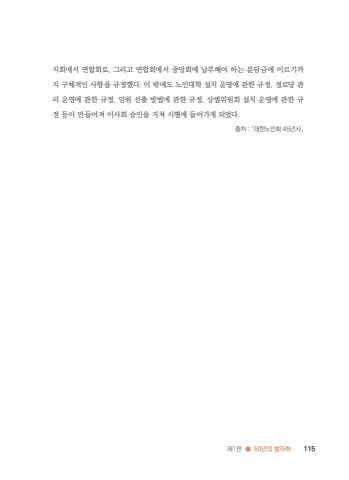 지회에서 연합회로, 그리고 연합회에서 중앙회에 납부해야 하는 분담금에 이르기까
지 구체적인 사항을 규정했다. 이 밖에도 노인대학 설치 운영에 관한 규정, 경로당 관
리 운영에 관한 규정, 임원 선출 방법에 관한 규정, 상벌위원회 설치 운영에 관한 규
정 등이 만들어져 이사회 승인을 거쳐 시행에 들어가게 되었다.
출처 : 「대한노인회 45년사」
제1편 ● 50년의 발자취 115